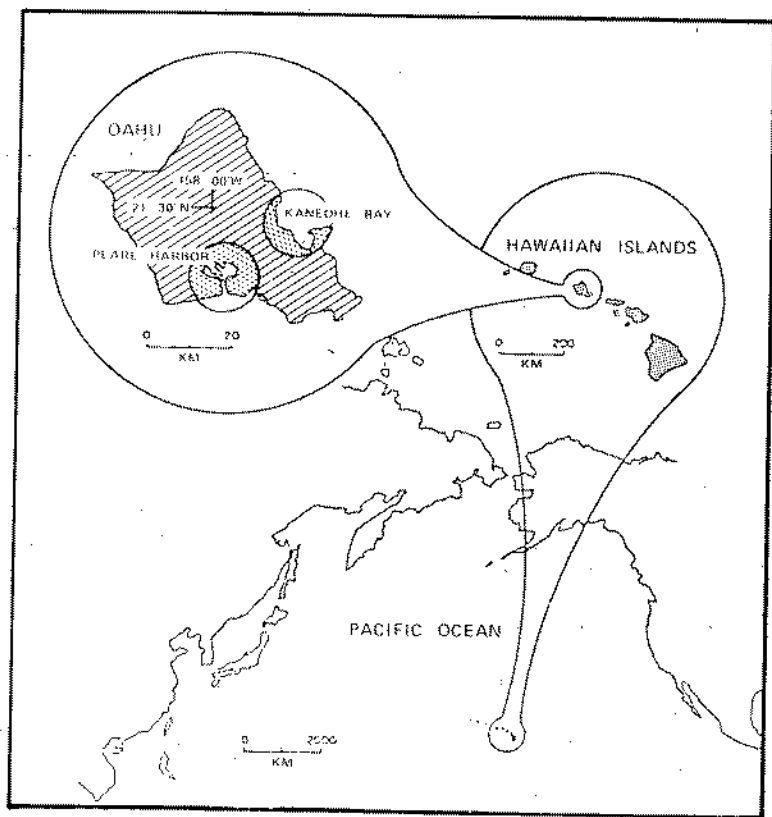 OAHU
158 00'W
21 30'N
KANEOHE BAY
PEARL HARBOR
0 20
KM
HAWAIIAN ISLANDS
0 200
KM
PACIFIC OCEAN
0 2000
KM